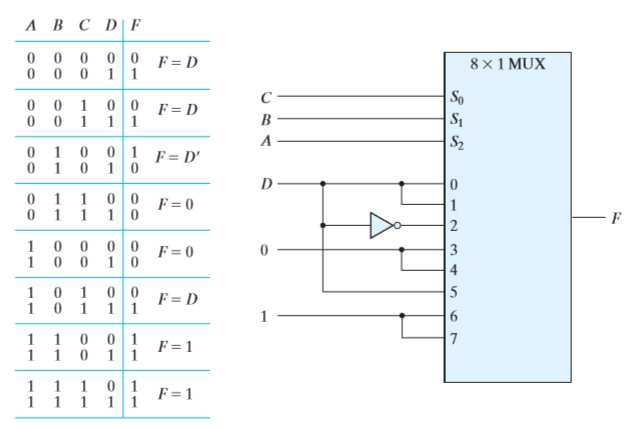 A B C D F
0 0 0 0 0 F = D
0 0 0 1 1
0 0 1 0 0 F = D
0 0 1 1 1
0 1 0 0 1 F = D′
0 1 0 1 0
0 1 1 0 0 F = 0
0 1 1 1 0
1 0 0 0 0 F = 0
1 0 0 1 0
1 0 1 0 0 F = D
1 0 1 1 1
1 1 0 0 1 F = 1
1 1 0 1 1
1 1 1 0 1 F = 1
1 1 1 1 1
8 × 1 MUX
C S0
B S1
A S2
D 0
1
2
0 3
4
5
1 6
7
F